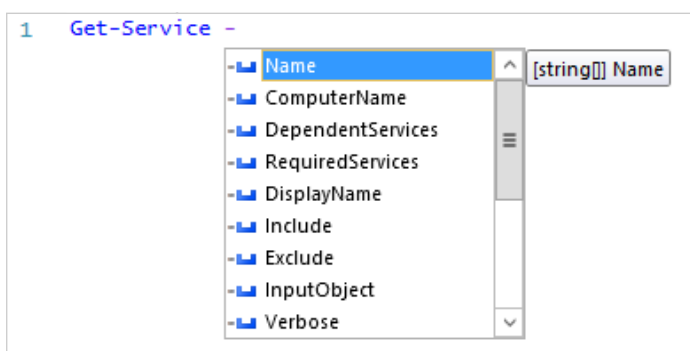 1 Get-Service -
Name [string[]] Name
ComputerName
DependentServices
RequiredServices
DisplayName
Include
Exclude
InputObject
Verbose